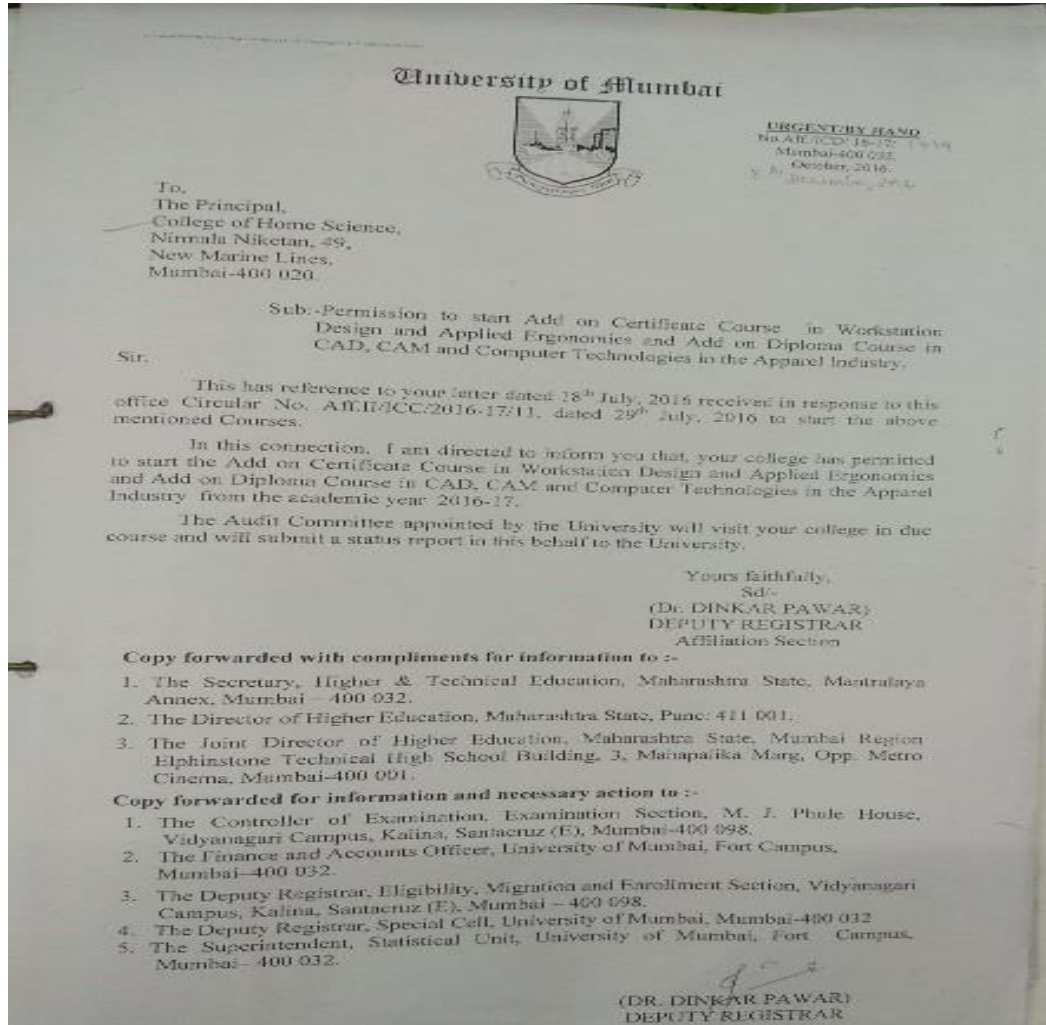 University of Mumbai
URGENT/BY HAND
Mumbai-400 032.
October, 2016.
To,
The Principal,
College of Home Science,
Nirmala Niketan, 49,
New Marine Lines,
Mumbai-400 020.
Sub:-Permission to start Add on Certificate Course in Workstation
Design and Applied Ergonomics and Add on Diploma Course in
CAD, CAM and Computer Technologies in the Apparel Industry.
Sir.
This has reference to your letter dated 28th July, 2016 received in response to this
office Circular No. Aff.II/ICC/2016-17/11, dated 29th July, 2016 to start the above
mentioned Courses.
In this connection, I am directed to inform you that, your college has permitted
to start the Add on Certificate Course in Workstation Design and Applied Ergonomics
and Add on Diploma Course in CAD, CAM and Computer Technologies in the Apparel
Industry from the academic year 2016-17.
The Audit Committee appointed by the University will visit your college in due
course and will submit a status report in this behalf to the University.
Yours faithfully,
Sd/-
(Dr. DINKAR PAWAR)
DEPUTY REGISTRAR
Affiliation Section
Copy forwarded with compliments for information to :-
1. The Secretary, Higher & Technical Education, Maharashtra State, Mantralaya
Annex, Mumbai – 400 032.
2. The Director of Higher Education, Maharashtra State, Pune: 411 001.
3. The Joint Director of Higher Education, Maharashtra State, Mumbai Region
Elphinstone Technical High School Building, 3, Mahapalika Marg, Opp. Metro
Cinema, Mumbai-400 001.
Copy forwarded for information and necessary action to :-
1. The Controller of Examination, Examination Section, M. J. Phule House,
Vidyanagari Campus, Kalina, Santacruz (E), Mumbai-400 098.
2. The Finance and Accounts Officer, University of Mumbai, Fort Campus,
Mumbai–400 032.
3. The Deputy Registrar, Eligibility, Migration and Enrollment Section, Vidyanagari
Campus, Kalina, Santacruz (E), Mumbai – 400 098.
4. The Deputy Registrar, Special Cell, University of Mumbai, Mumbai-400 032
5. The Superintendent, Statistical Unit, University of Mumbai, Fort Campus,
Mumbai– 400 032.
(DR. DINKAR PAWAR)
DEPUTY REGISTRAR